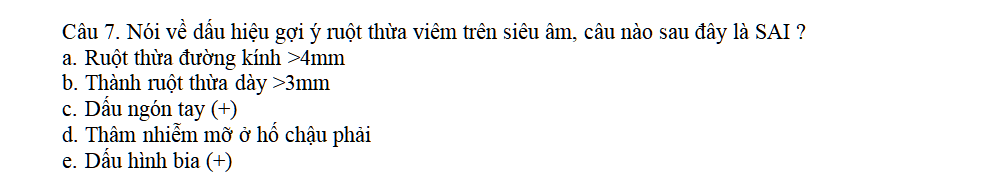 Câu 7. Nói về dấu hiệu gợi ý ruột thừa viêm trên siêu âm, câu nào sau đây là SAI ?
a. Ruột thừa đường kính >4mm
b. Thành ruột thừa dày >3mm
c. Dấu ngón tay (+)
d. Thâm nhiễm mỡ ở hố chậu phải
e. Dấu hình bia (+)